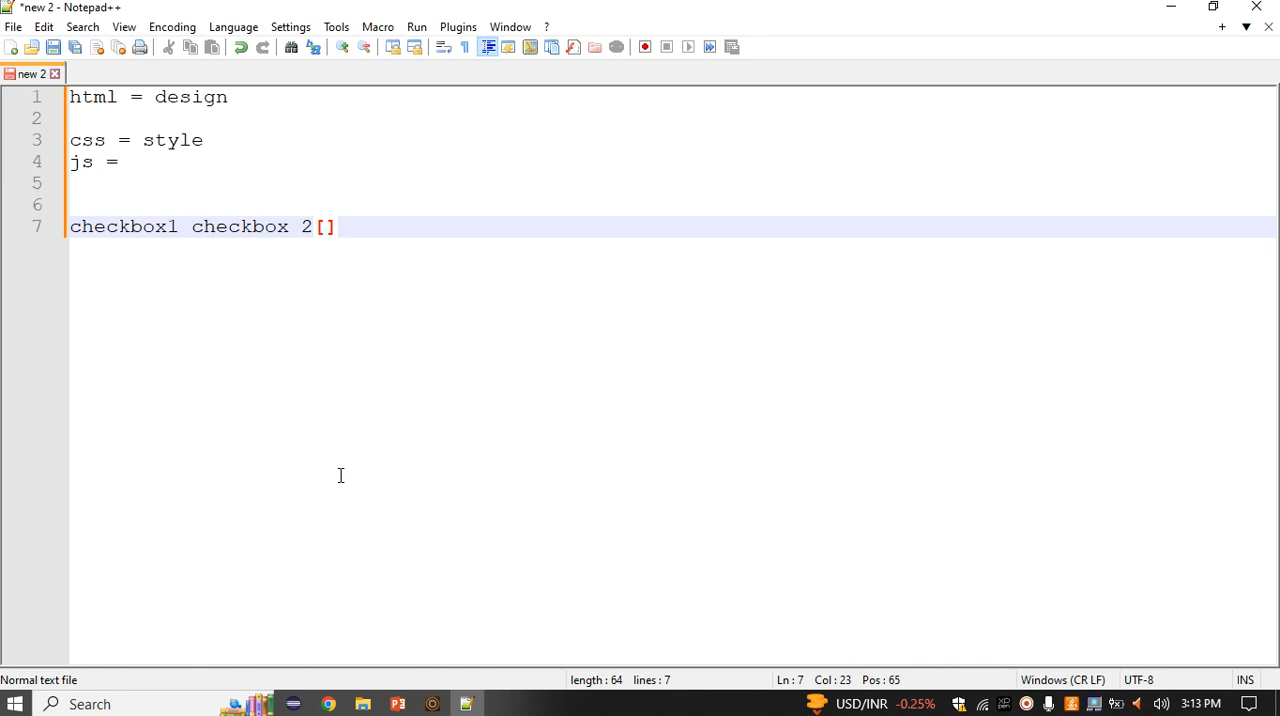 *new 2 - Notepad++
File Edit Search View Encoding Language Settings Tools Macro Run Plugins Window ?
new 2
1 html = design
2
3 css = style
4 js =
5
6
7 checkbox1 checkbox 2[]
Normal text file length : 64 lines : 7 Ln : 7 Col : 23 Pos : 65 Windows (CR LF) UTF-8 INS
Search USD/INR -0.25% 3:13 PM